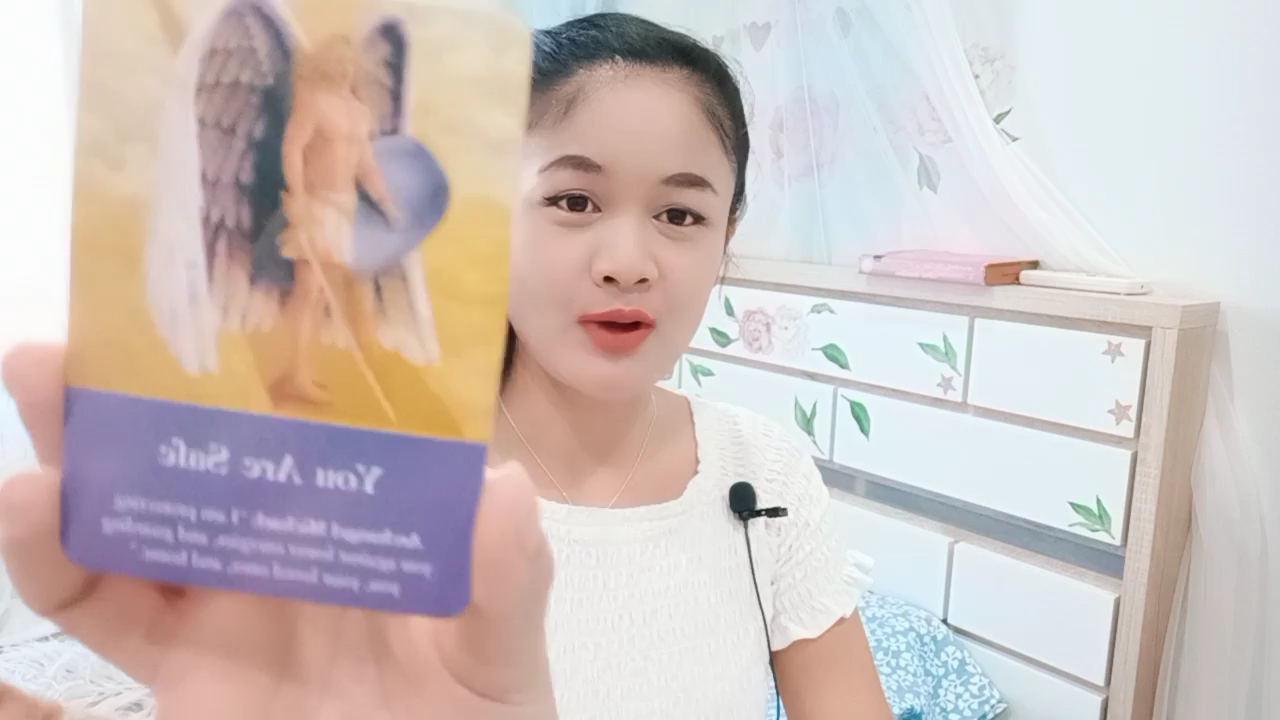 You Are Safe
Archangel Michael: "I am protecting
you against lower energies, and guarding
you, your loved ones, and home."